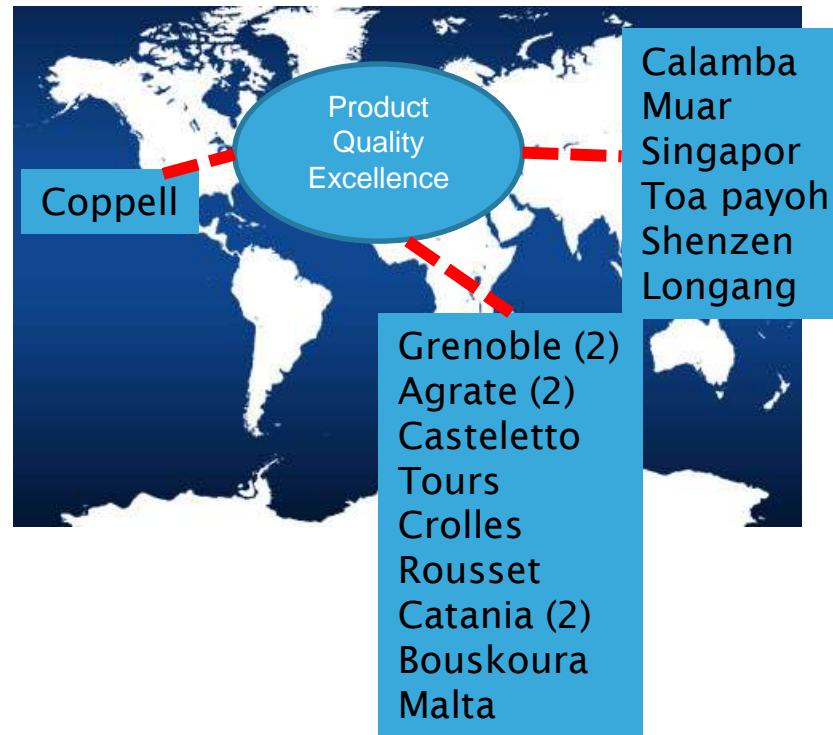 Product
Quality
Excellence
Coppell
Calamba
Muar
Singapor
Toa payoh
Shenzen
Longang
Grenoble (2)
Agrate (2)
Casteletto
Tours
Crolles
Rousset
Catania (2)
Bouskoura
Malta